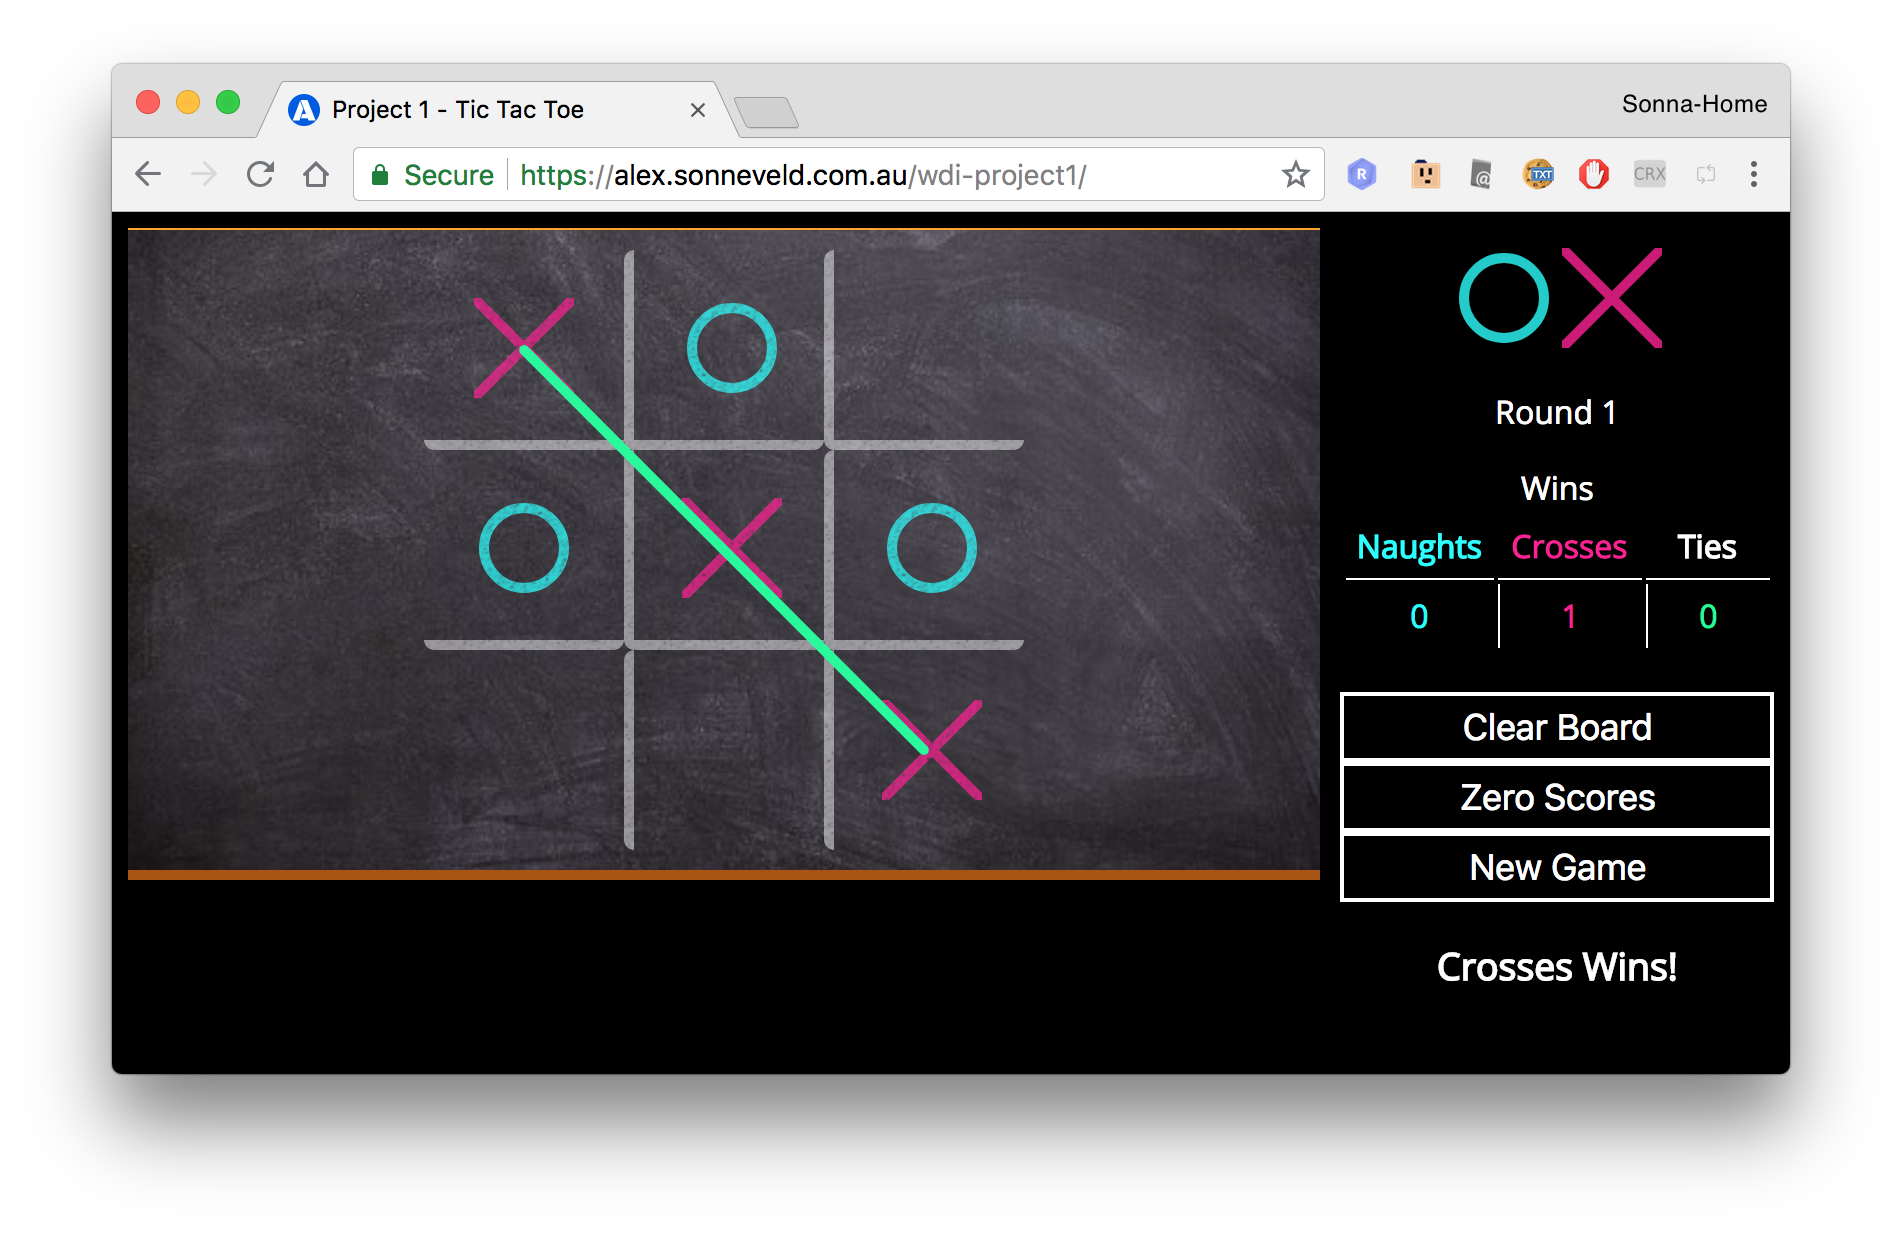 Project 1 - Tic Tac Toe
Sonna-Home
Secure https://alex.sonneveld.com.au/wdi-project1/
R
@
TXT
CRX
Round 1
Wins
Naughts Crosses Ties
0 1 0
Clear Board
Zero Scores
New Game
Crosses Wins!